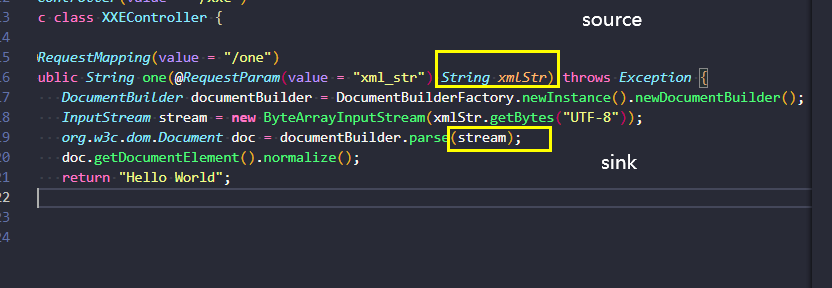 13 c class XXEController {
source
14
15 RequestMapping(value = "/one")
16 ublic String one(@RequestParam(value = "xml_str") String xmlStr) throws Exception {
17 DocumentBuilder documentBuilder = DocumentBuilderFactory.newInstance().newDocumentBuilder();
18 InputStream stream = new ByteArrayInputStream(xmlStr.getBytes("UTF-8"));
19 org.w3c.dom.Document doc = documentBuilder.parse(stream);
20 doc.getDocumentElement().normalize();
sink
21 return "Hello World";
22
23
24